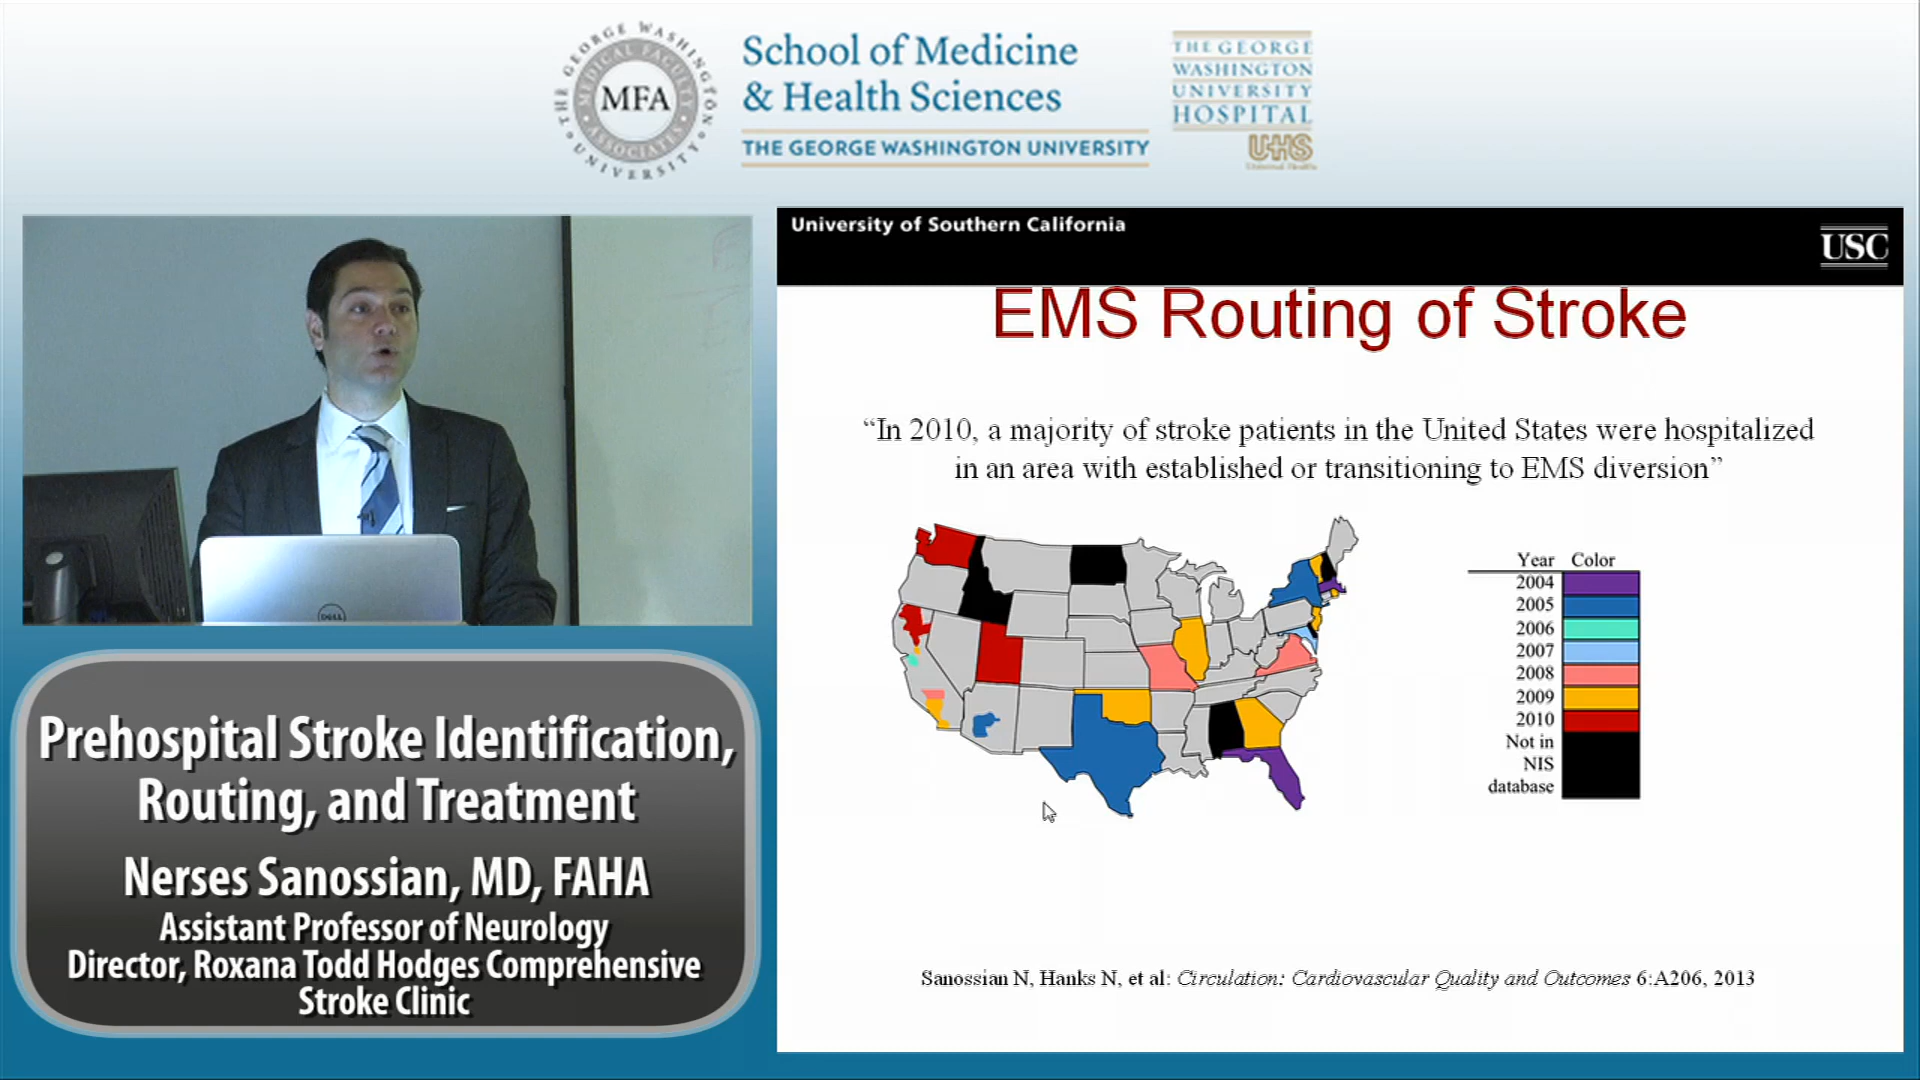 THE GEORGE WASHINGTON UNIVERSITY
MEDICAL FACULTY ASSOCIATES
MFA
School of Medicine
& Health Sciences
THE GEORGE WASHINGTON UNIVERSITY
THE GEORGE
WASHINGTON
UNIVERSITY
HOSPITAL
UHS
University of Southern California
USC
EMS Routing of Stroke
“In 2010, a majority of stroke patients in the United States were hospitalized
in an area with established or transitioning to EMS diversion”
Year Color
2004
2005
2006
2007
2008
2009
2010
Not in
NIS
database
Sanossian N, Hanks N, et al: Circulation: Cardiovascular Quality and Outcomes 6:A206, 2013
DELL
Prehospital Stroke Identification,
Routing, and Treatment
Nerses Sanossian, MD, FAHA
Assistant Professor of Neurology
Director, Roxana Todd Hodges Comprehensive
Stroke Clinic